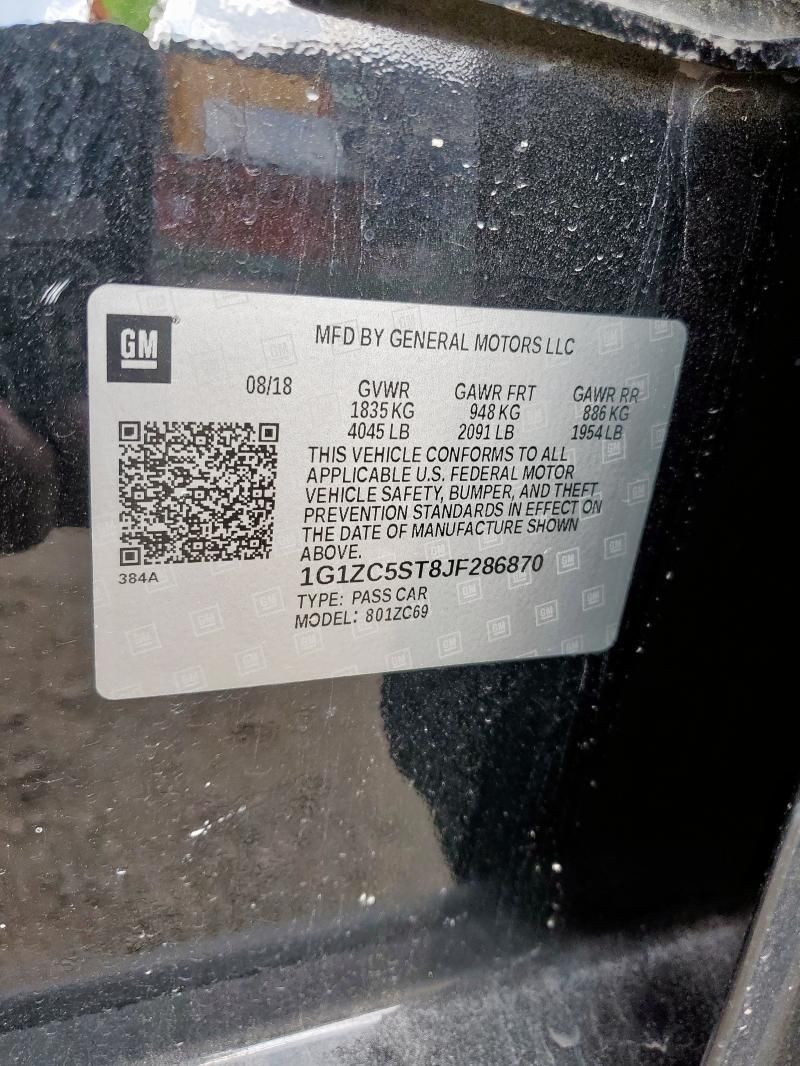 GM
MFD BY GENERAL MOTORS LLC
08/18
GVWR GAWR FRT GAWR RR
1835 KG 948 KG 886 KG
4045 LB 2091 LB 1954 LB
THIS VEHICLE CONFORMS TO ALL
APPLICABLE U.S. FEDERAL MOTOR
VEHICLE SAFETY, BUMPER, AND THEFT
PREVENTION STANDARDS IN EFFECT ON
THE DATE OF MANUFACTURE SHOWN
ABOVE.
384A
1G1ZC5ST8JF286870
TYPE: PASS CAR
MODEL: 801ZC69